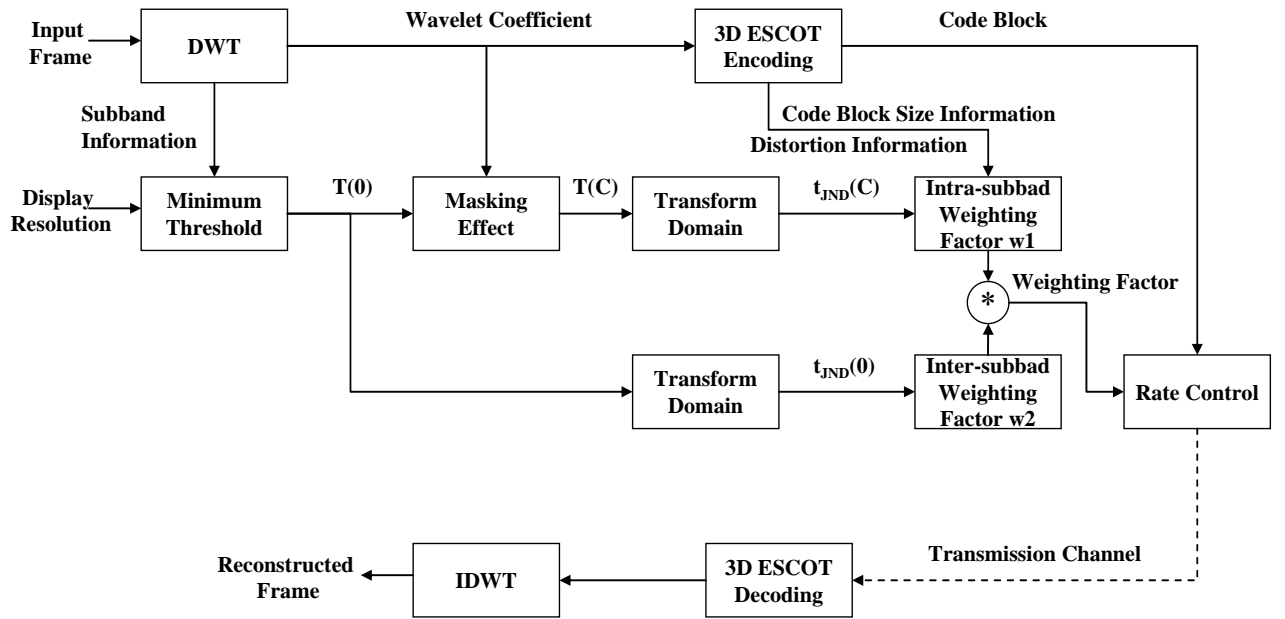 Input
Frame
DWT
Wavelet Coefficient
3D ESCOT
Encoding
Code Block
Subband
Information
Code Block Size Information
Distortion Information
Display
Resolution
Minimum
Threshold
T(0)
Masking
Effect
T(C)
Transform
Domain
tJND(C)
Intra-subbad
Weighting
Factor w1
*
Weighting Factor
Transform
Domain
tJND(0)
Inter-subbad
Weighting
Factor w2
Rate Control
Reconstructed
Frame
IDWT
3D ESCOT
Decoding
Transmission Channel